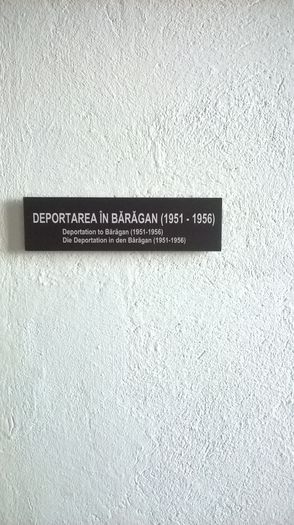 DEPORTAREA ÎN BĂRĂGAN (1951 - 1956)
Deportation to Bărăgan (1951-1956)
Die Deportation in den Bărăgan (1951-1956)